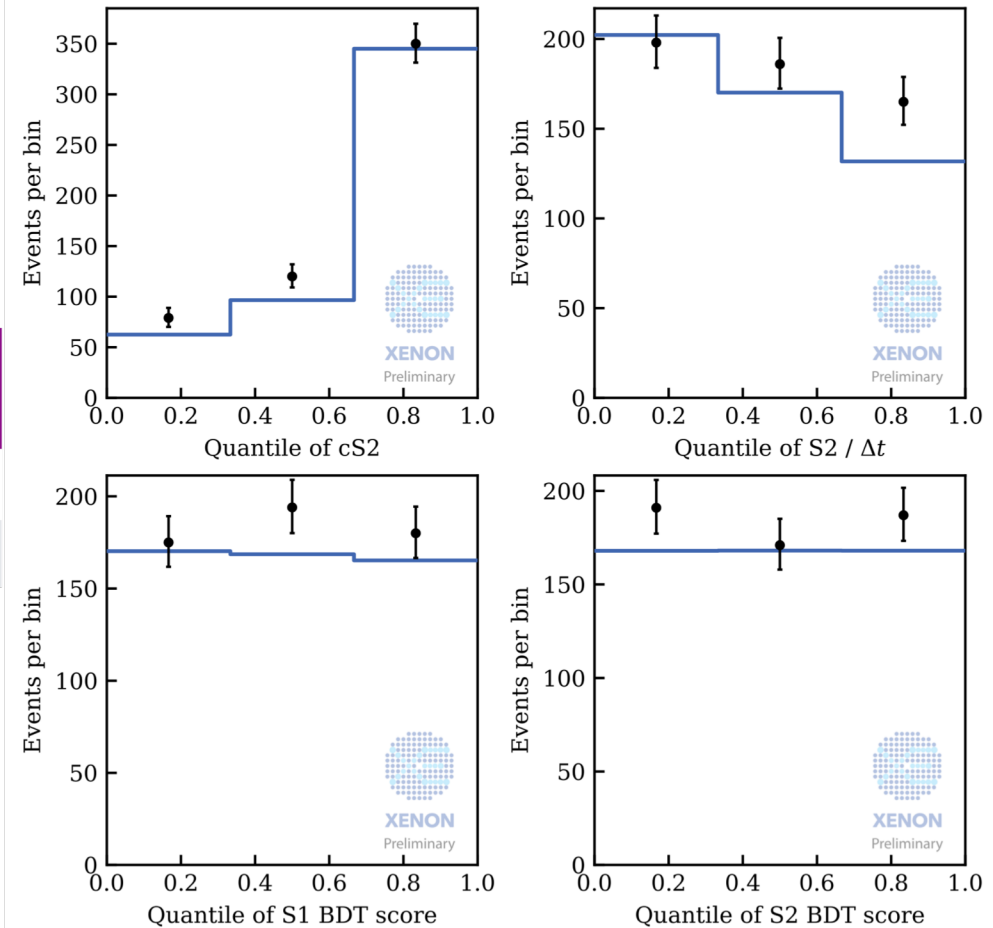 350
300
250
200
150
100
50
0
Events per bin
0.0 0.2 0.4 0.6 0.8 1.0
Quantile of cS2
XENON
Preliminary
200
150
100
50
0
Events per bin
0.0 0.2 0.4 0.6 0.8 1.0
Quantile of S2 / Δt
XENON
Preliminary
200
150
100
50
0
Events per bin
0.0 0.2 0.4 0.6 0.8 1.0
Quantile of S1 BDT score
XENON
Preliminary
200
150
100
50
0
Events per bin
0.0 0.2 0.4 0.6 0.8 1.0
Quantile of S2 BDT score
XENON
Preliminary